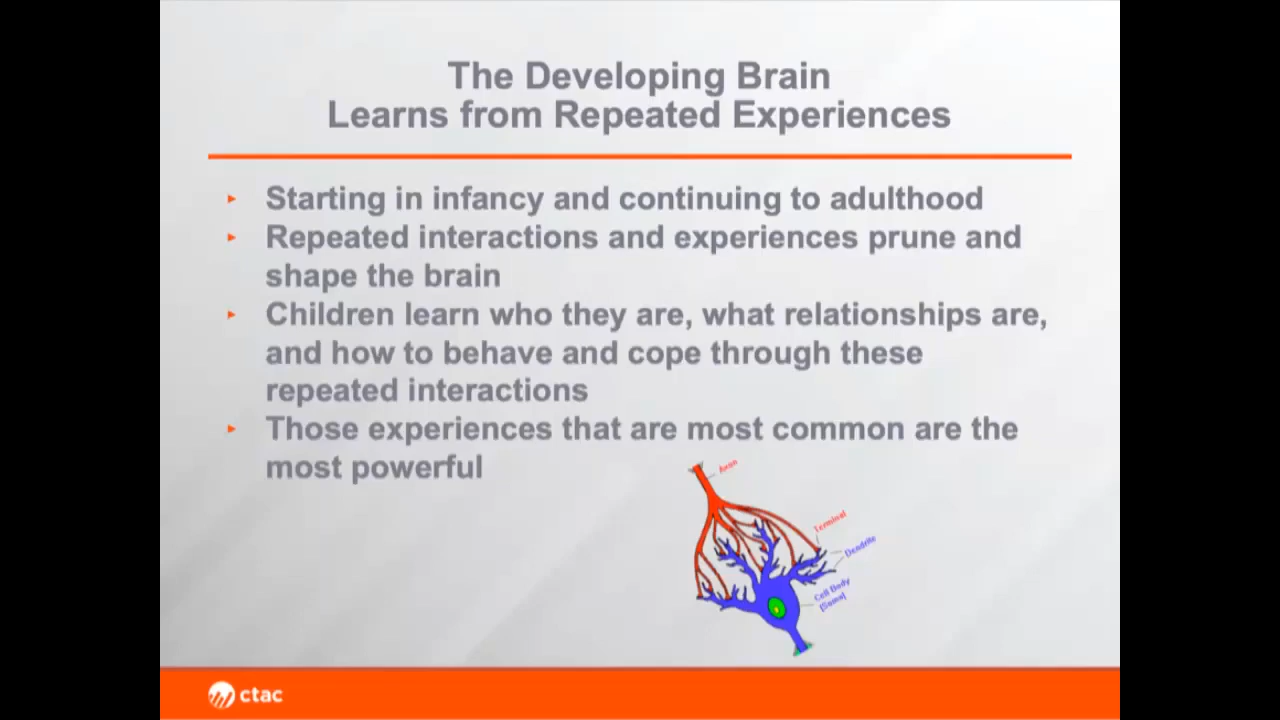 The Developing Brain
Learns from Repeated Experiences
Starting in infancy and continuing to adulthood
Repeated interactions and experiences prune and
shape the brain
Children learn who they are, what relationships are,
and how to behave and cope through these
repeated interactions
Those experiences that are most common are the
most powerful
Axon
Terminal
Dendrite
Cell Body
(Soma)
ctac